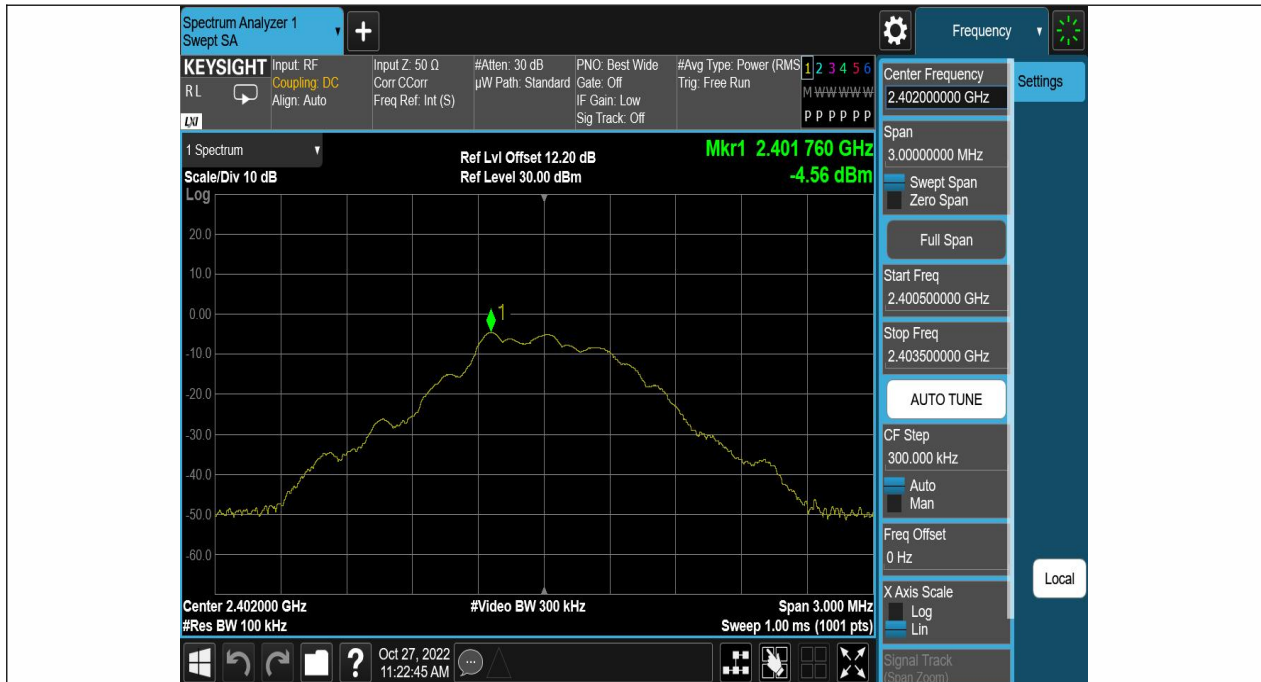 Spectrum Analyzer 1
Swept SA
+
Frequency
KEYSIGHT
RL
LXI
Input: RF
Coupling: DC
Align: Auto
Input Z: 50 Ω
Corr CCorr
Freq Ref: Int (S)
#Atten: 30 dB
µW Path: Standard
PNO: Best Wide
Gate: Off
IF Gain: Low
Sig Track: Off
#Avg Type: Power (RMS
Trig: Free Run
1 2 3 4 5 6
M W W W W W
P P P P P P
1 Spectrum
Scale/Div 10 dB
Log
Ref Lvl Offset 12.20 dB
Ref Level 30.00 dBm
Mkr1 2.401 760 GHz
-4.56 dBm
20.0
10.0
0.00
-10.0
-20.0
-30.0
-40.0
-50.0
-60.0
1
Center 2.402000 GHz
#Res BW 100 kHz
#Video BW 300 kHz
Span 3.000 MHz
Sweep 1.00 ms (1001 pts)
?
Oct 27, 2022
11:22:45 AM
Center Frequency
2.402000000 GHz
Span
3.00000000 MHz
Swept Span
Zero Span
Full Span
Start Freq
2.400500000 GHz
Stop Freq
2.403500000 GHz
AUTO TUNE
CF Step
300.000 kHz
Auto
Man
Freq Offset
0 Hz
X Axis Scale
Log
Lin
Signal Track
(Span Zoom)
Settings
Local